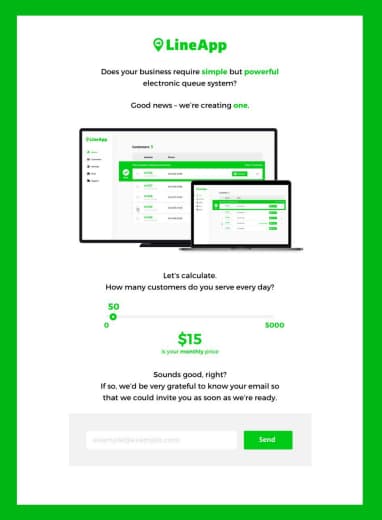 LineApp
Does your business require simple but powerful
electronic queue system?
Good news – we're creating one.
LineApp
Customers
LineApp
Let's calculate.
How many customers do you serve every day?
50
0
5000
$15
is your monthly price
Sounds good, right?
If so, we'd be very grateful to know your email so
that we could invite you as soon as we're ready.
example@example.com
Send